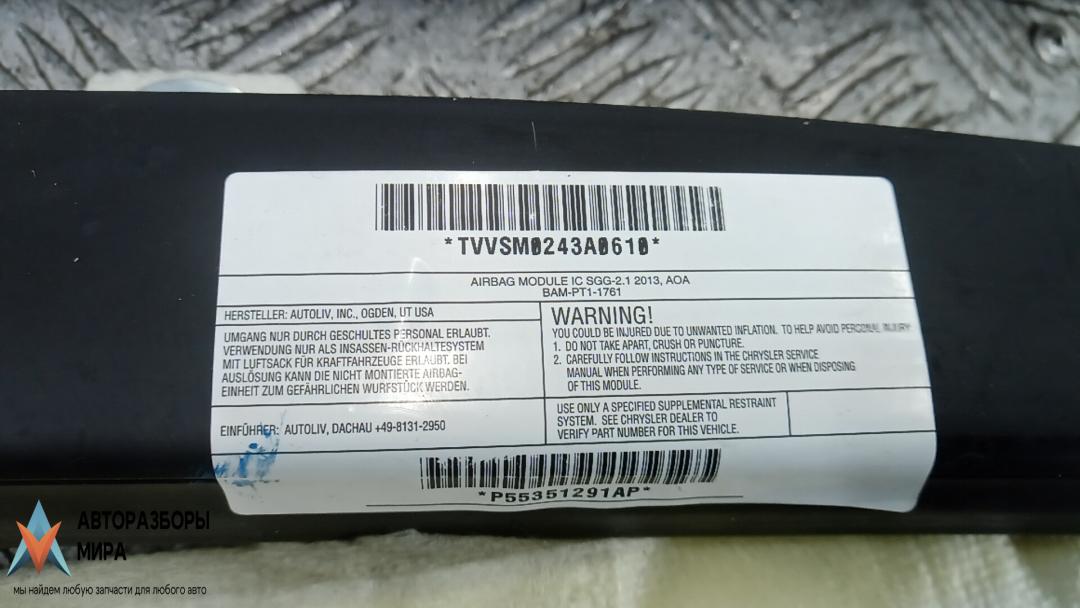 *TVVSM0243A0610*
AIRBAG MODULE IC SGG-2.1 2013, AOA
BAM-PT1-1761
HERSTELLER: AUTOLIV, INC., OGDEN, UT USA
UMGANG NUR DURCH GESCHULTES PERSONAL ERLAUBT.
VERWENDUNG NUR ALS INSASSEN-RÜCKHALTESYSTEM
MIT LUFTSACK FÜR KRAFTFAHRZEUGE ERLAUBT. BEI
AUSLÖSUNG KANN DIE NICHT MONTIERTE AIRBAG-
EINHEIT ZUM GEFÄHRLICHEN WURFSTÜCK WERDEN.
EINFÜHRER: AUTOLIV, DACHAU +49-8131-2950
WARNING!
YOU COULD BE INJURED DUE TO UNWANTED INFLATION. TO HELP AVOID PERSONAL INJURY
1. DO NOT TAKE APART, CRUSH OR PUNCTURE.
2. CAREFULLY FOLLOW INSTRUCTIONS IN THE CHRYSLER SERVICE
MANUAL WHEN PERFORMING ANY TYPE OF SERVICE OR WHEN DISPOSING
OF THIS MODULE.
USE ONLY A SPECIFIED SUPPLEMENTAL RESTRAINT
SYSTEM. SEE CHRYSLER DEALER TO
VERIFY PART NUMBER FOR THIS VEHICLE.
*P55351291AP*
АВТОРАЗБОРЫ
МИРА
мы найдем любую запчасти для любого авто